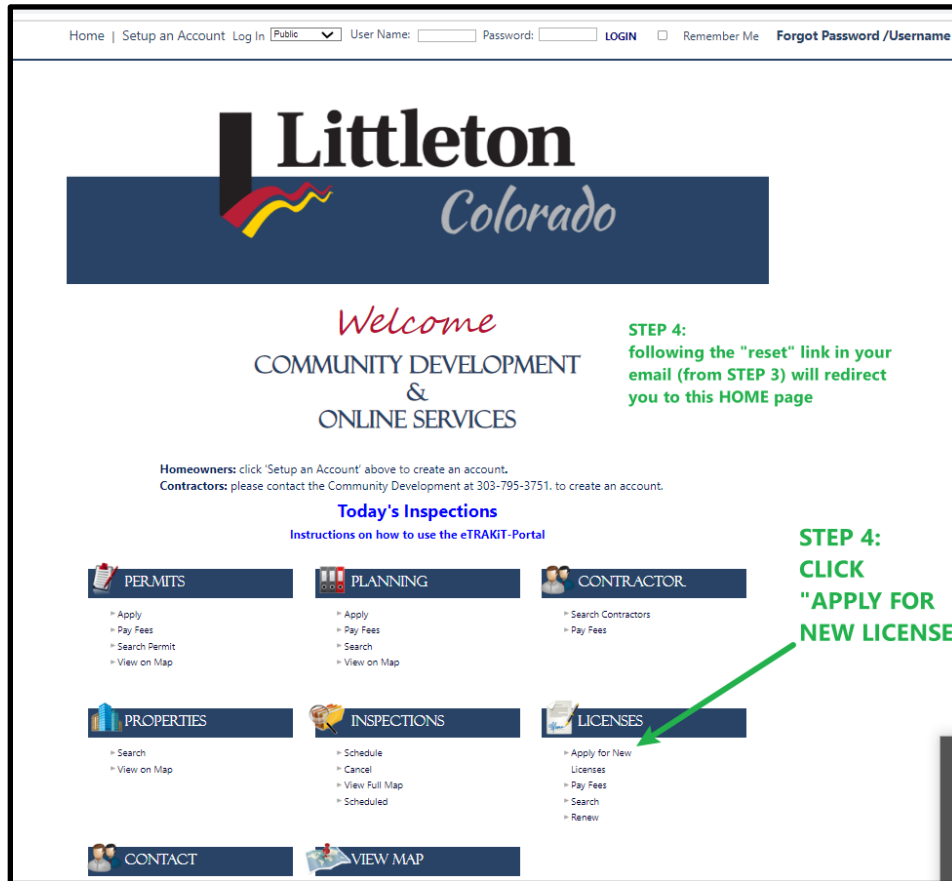 Home | Setup an Account Log In Public User Name: Password: LOGIN Remember Me Forgot Password /Username
Littleton
Colorado
Welcome
COMMUNITY DEVELOPMENT
&
ONLINE SERVICES
STEP 4:
following the "reset" link in your
email (from STEP 3) will redirect
you to this HOME page
Homeowners: click 'Setup an Account' above to create an account.
Contractors: please contact the Community Development at 303-795-3751. to create an account.
Today's Inspections
Instructions on how to use the eTRAKiT-Portal
STEP 4:
CLICK
"APPLY FOR
NEW LICENSE
PERMITS
Apply
Pay Fees
Search Permit
View on Map
PLANNING
Apply
Pay Fees
Search
View on Map
CONTRACTOR
Search Contractors
Pay Fees
PROPERTIES
Search
View on Map
INSPECTIONS
Schedule
Cancel
View Full Map
Scheduled
LICENSES
Apply for New
Licenses
Pay Fees
Search
Renew
CONTACT
VIEW MAP